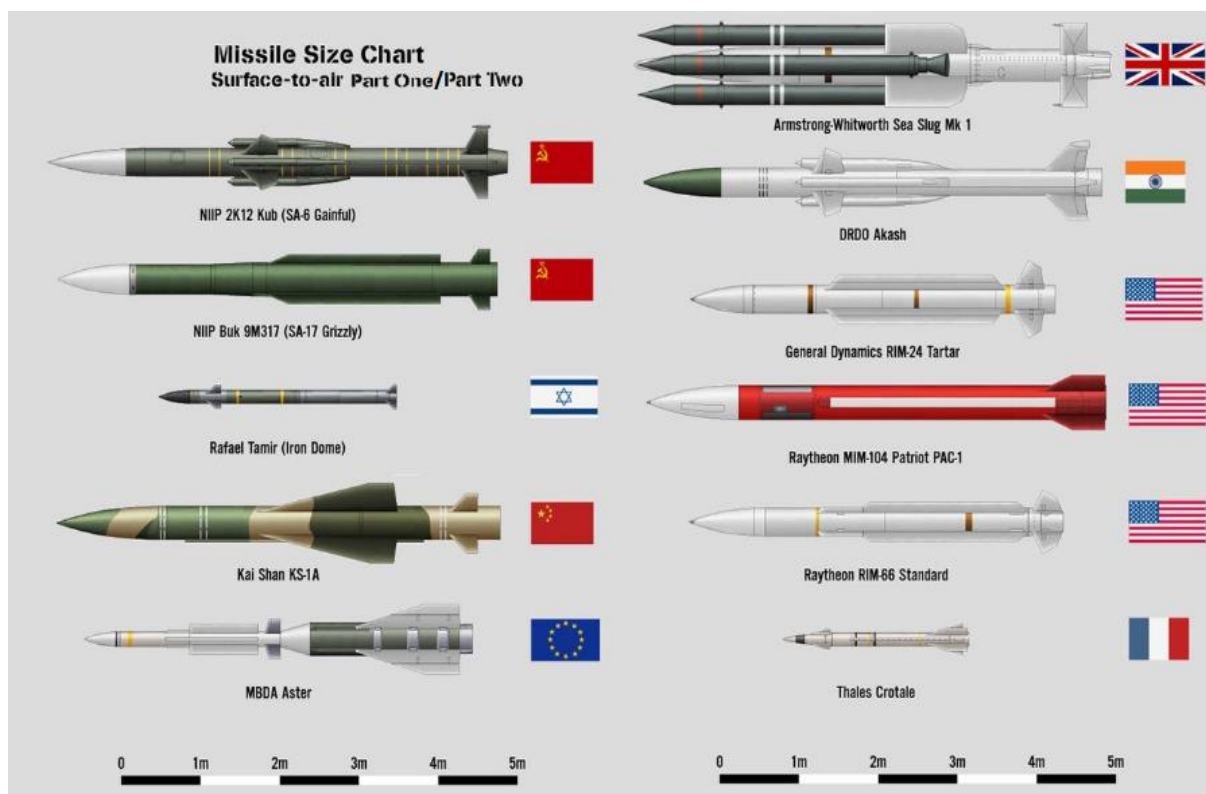 Missile Size Chart
Surface-to-air Part One/Part Two
NIIP 2K12 Kub (SA-6 Gainful)
NIIP Buk 9M317 (SA-17 Grizzly)
Rafael Tamir (Iron Dome)
Kai Shan KS-1A
MBDA Aster
0 1m 2m 3m 4m 5m
Armstrong-Whitworth Sea Slug Mk 1
DRDO Akash
General Dynamics RIM-24 Tartar
Raytheon MIM-104 Patriot PAC-1
Raytheon RIM-66 Standard
Thales Crotale
0 1m 2m 3m 4m 5m